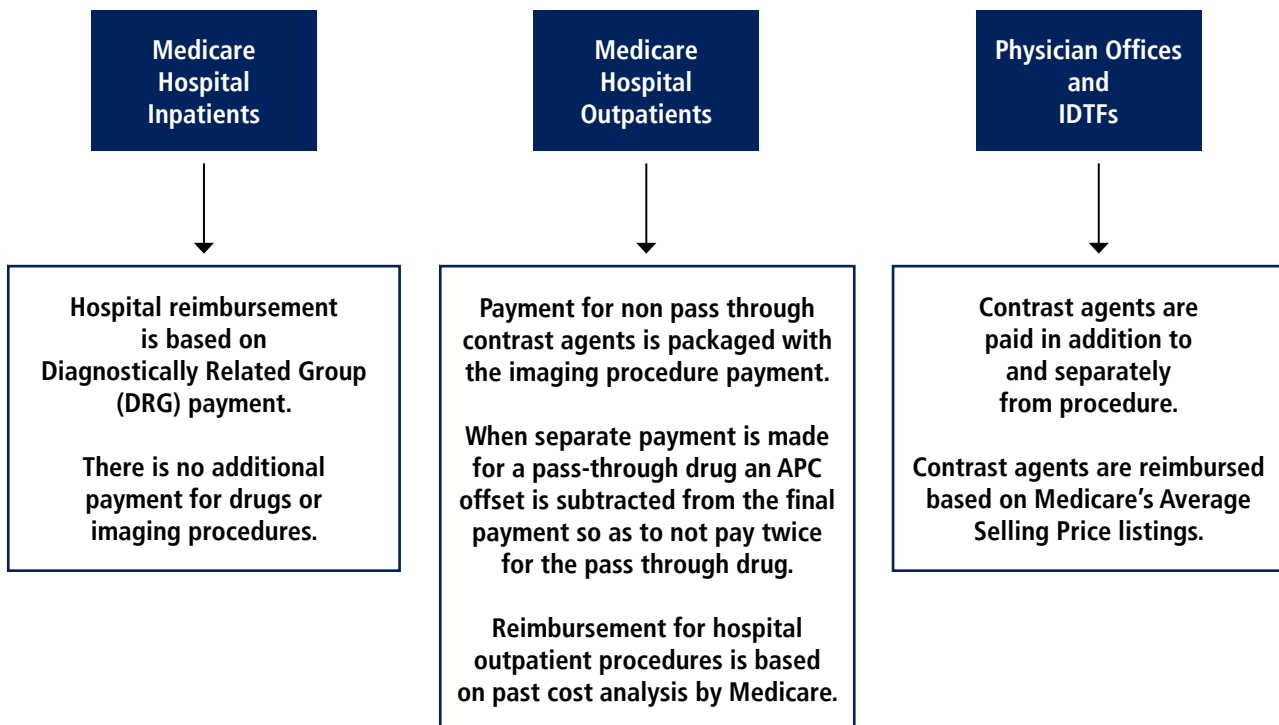 Medicare
Hospital
Inpatients
Hospital reimbursement
is based on
Diagnostically Related Group
(DRG) payment.
There is no additional
payment for drugs or
imaging procedures.
Medicare
Hospital
Outpatients
Payment for non pass through
contrast agents is packaged with
the imaging procedure payment.
When separate payment is made
for a pass-through drug an APC
offset is subtracted from the final
payment so as to not pay twice
for the pass through drug.
Reimbursement for hospital
outpatient procedures is based
on past cost analysis by Medicare.
Physician Offices
and
IDTFs
Contrast agents are
paid in addition to
and separately
from procedure.
Contrast agents are reimbursed
based on Medicare’s Average
Selling Price listings.